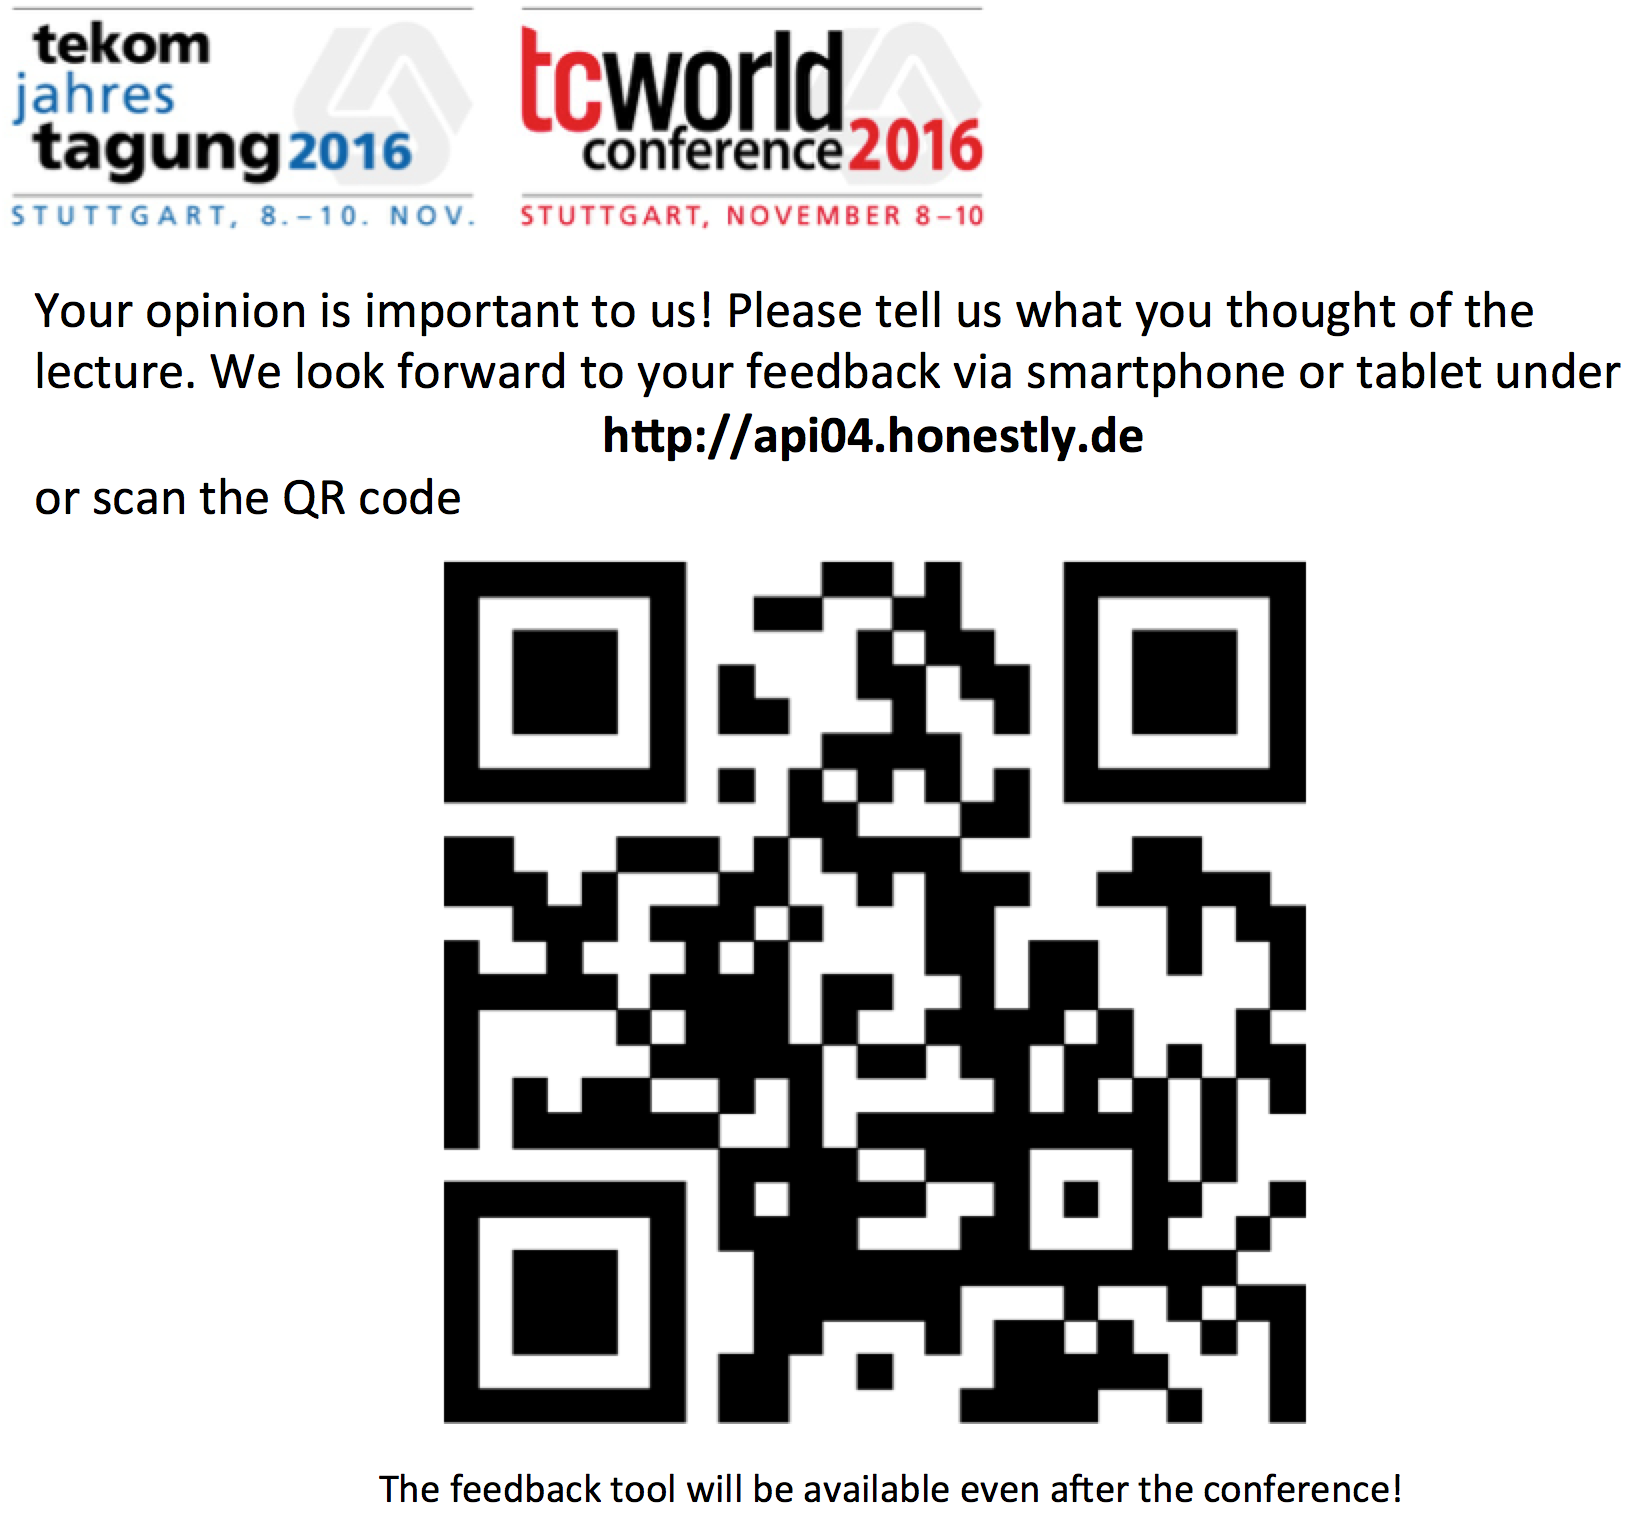 tekom
jahres
tagung 2016
STUTTGART, 8.–10. NOV.
tcworld
conference 2016
STUTTGART, NOVEMBER 8–10
Your opinion is important to us! Please tell us what you thought of the
lecture. We look forward to your feedback via smartphone or tablet under
http://api04.honestly.de
or scan the QR code
The feedback tool will be available even after the conference!